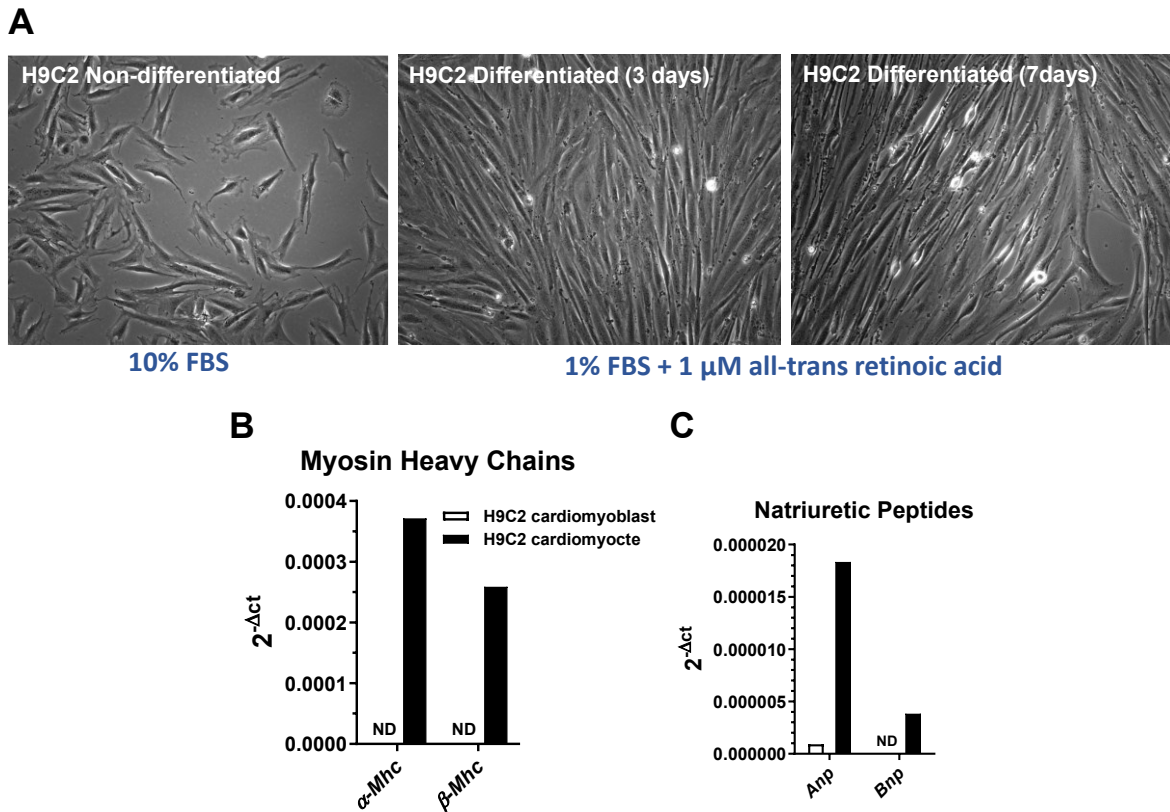 A
H9C2 Non-differentiated
H9C2 Differentiated (3 days)
H9C2 Differentiated (7days)
10% FBS
1% FBS + 1 μM all-trans retinoic acid
B
Myosin Heavy Chains
0.0004
0.0003
0.0002
0.0001
0.0000
2-Δct
H9C2 cardiomyoblast
H9C2 cardiomyocte
ND
ND
α-Mhc
β-Mhc
C
Natriuretic Peptides
0.000020
0.000015
0.000010
0.000005
0.000000
2-Δct
ND
Anp
Bnp